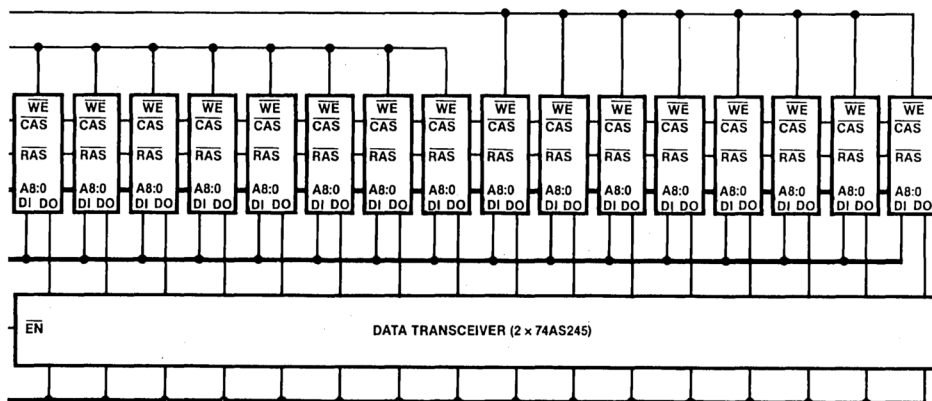 WE WE WE WE WE WE WE WE WE WE WE WE WE WE WE WE
CAS CAS CAS CAS CAS CAS CAS CAS CAS CAS CAS CAS CAS CAS CAS CAS
RAS RAS RAS RAS RAS RAS RAS RAS RAS RAS RAS RAS RAS RAS RAS RAS
A8:0 A8:0 A8:0 A8:0 A8:0 A8:0 A8:0 A8:0 A8:0 A8:0 A8:0 A8:0 A8:0 A8:0 A8:0 A8:0
DI DO DI DO DI DO DI DO DI DO DI DO DI DO DI DO DI DO DI DO DI DO DI DO DI DO DI DO DI DO DI DO
EN DATA TRANSCEIVER (2 × 74AS245)